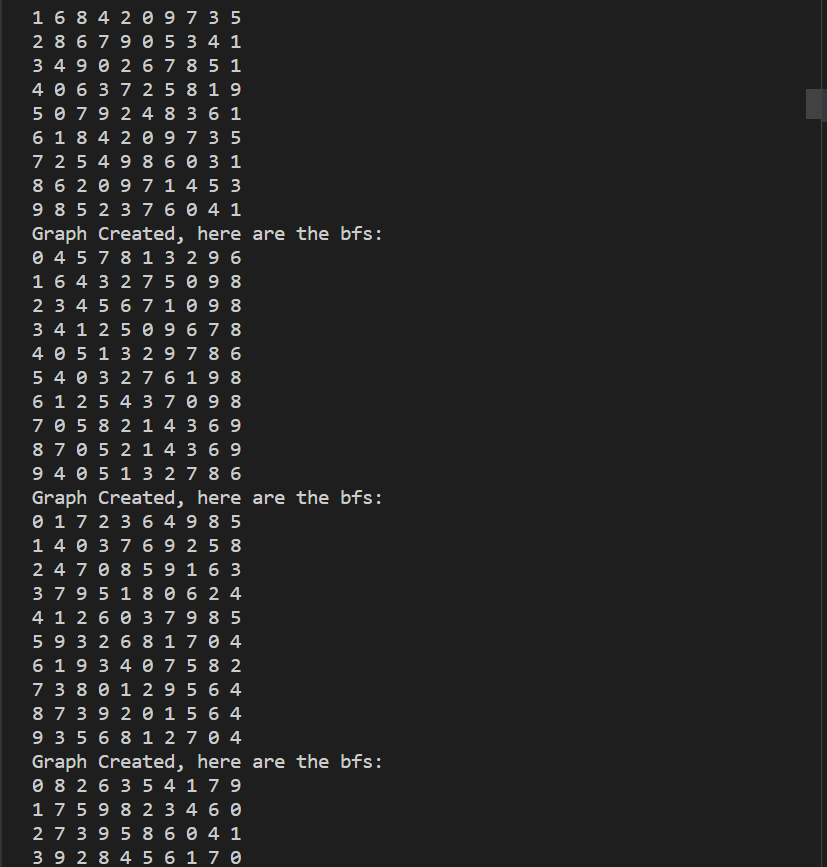 1 6 8 4 2 0 9 7 3 5
2 8 6 7 9 0 5 3 4 1
3 4 9 0 2 6 7 8 5 1
4 0 6 3 7 2 5 8 1 9
5 0 7 9 2 4 8 3 6 1
6 1 8 4 2 0 9 7 3 5
7 2 5 4 9 8 6 0 3 1
8 6 2 0 9 7 1 4 5 3
9 8 5 2 3 7 6 0 4 1
Graph Created, here are the bfs:
0 4 5 7 8 1 3 2 9 6
1 6 4 3 2 7 5 0 9 8
2 3 4 5 6 7 1 0 9 8
3 4 1 2 5 0 9 6 7 8
4 0 5 1 3 2 9 7 8 6
5 4 0 3 2 7 6 1 9 8
6 1 2 5 4 3 7 0 9 8
7 0 5 8 2 1 4 3 6 9
8 7 0 5 2 1 4 3 6 9
9 4 0 5 1 3 2 7 8 6
Graph Created, here are the bfs:
0 1 7 2 3 6 4 9 8 5
1 4 0 3 7 6 9 2 5 8
2 4 7 0 8 5 9 1 6 3
3 7 9 5 1 8 0 6 2 4
4 1 2 6 0 3 7 9 8 5
5 9 3 2 6 8 1 7 0 4
6 1 9 3 4 0 7 5 8 2
7 3 8 0 1 2 9 5 6 4
8 7 3 9 2 0 1 5 6 4
9 3 5 6 8 1 2 7 0 4
Graph Created, here are the bfs:
0 8 2 6 3 5 4 1 7 9
1 7 5 9 8 2 3 4 6 0
2 7 3 9 5 8 6 0 4 1
3 9 2 8 4 5 6 1 7 0